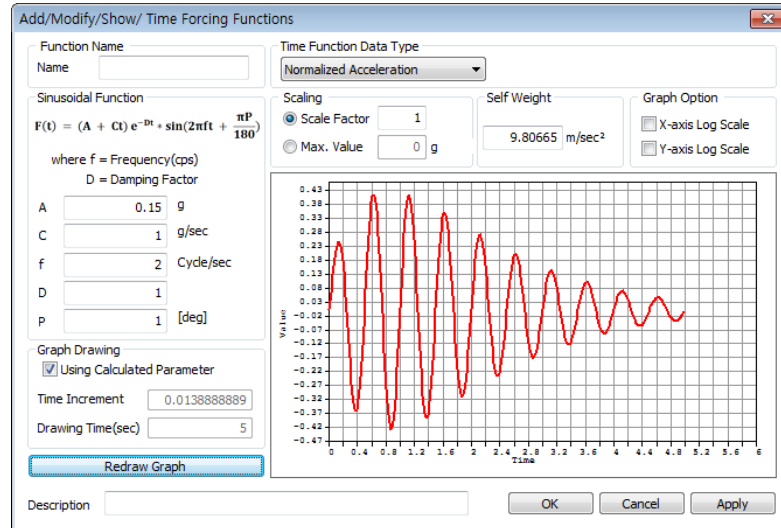 Add/Modify/Show/ Time Forcing Functions
Function Name
Name
Time Function Data Type
Normalized Acceleration
Sinusoidal Function
F(t) = (A + Ct) e^-Dt * sin(2πft + πP/180)
where f = Frequency(cps)
D = Damping Factor
A 0.15 g
C 1 g/sec
f 2 Cycle/sec
D 1
P 1 [deg]
Scaling
Scale Factor 1
Max. Value 0 g
Self Weight
9.80665 m/sec²
Graph Option
X-axis Log Scale
Y-axis Log Scale
Graph Drawing
Using Calculated Parameter
Time Increment 0.0138888889
Drawing Time(sec) 5
Redraw Graph
0.43
0.38
0.33
0.28
0.23
0.18
0.13
0.08
0.03
-0.02
-0.07
-0.12
-0.17
-0.22
-0.27
-0.32
-0.37
-0.42
-0.47
Value
0 0.4 0.8 1.2 1.6 2 2.4 2.8 3.2 3.6 4 4.4 4.8 5.2 5.6 6
Time
Description
OK Cancel Apply